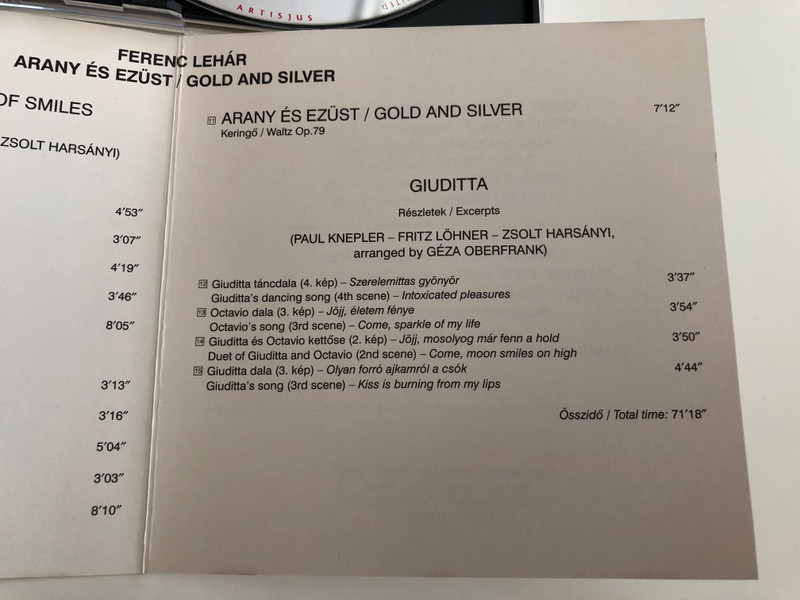 ARTISJUS
FERENC LEHÁR
ARANY ÉS EZÜST / GOLD AND SILVER
OF SMILES
ZSOLT HARSÁNYI)
4′53″
3′07″
4′19″
3′46″
8′05″
3′13″
3′16″
5′04″
3′03″
8′10″
11 ARANY ÉS EZÜST / GOLD AND SILVER 7′12″
Keringő / Waltz Op.79
GIUDITTA
Részletek / Excerpts
(PAUL KNEPLER – FRITZ LÖHNER – ZSOLT HARSÁNYI,
arranged by GÉZA OBERFRANK)
12 Giuditta táncdala (4. kép) – Szerelemittas gyönyör 3′37″
Giuditta's dancing song (4th scene) – Intoxicated pleasures
13 Octavio dala (3. kép) – Jöjj, életem fénye 3′54″
Octavio's song (3rd scene) – Come, sparkle of my life
14 Giuditta és Octavio kettőse (2. kép) – Jöjj, mosolyog már fenn a hold 3′50″
Duet of Giuditta and Octavio (2nd scene) – Come, moon smiles on high
15 Giuditta dala (3. kép) – Olyan forró ajkamról a csók 4′44″
Giuditta's song (3rd scene) – Kiss is burning from my lips
Összidő / Total time: 71′18″